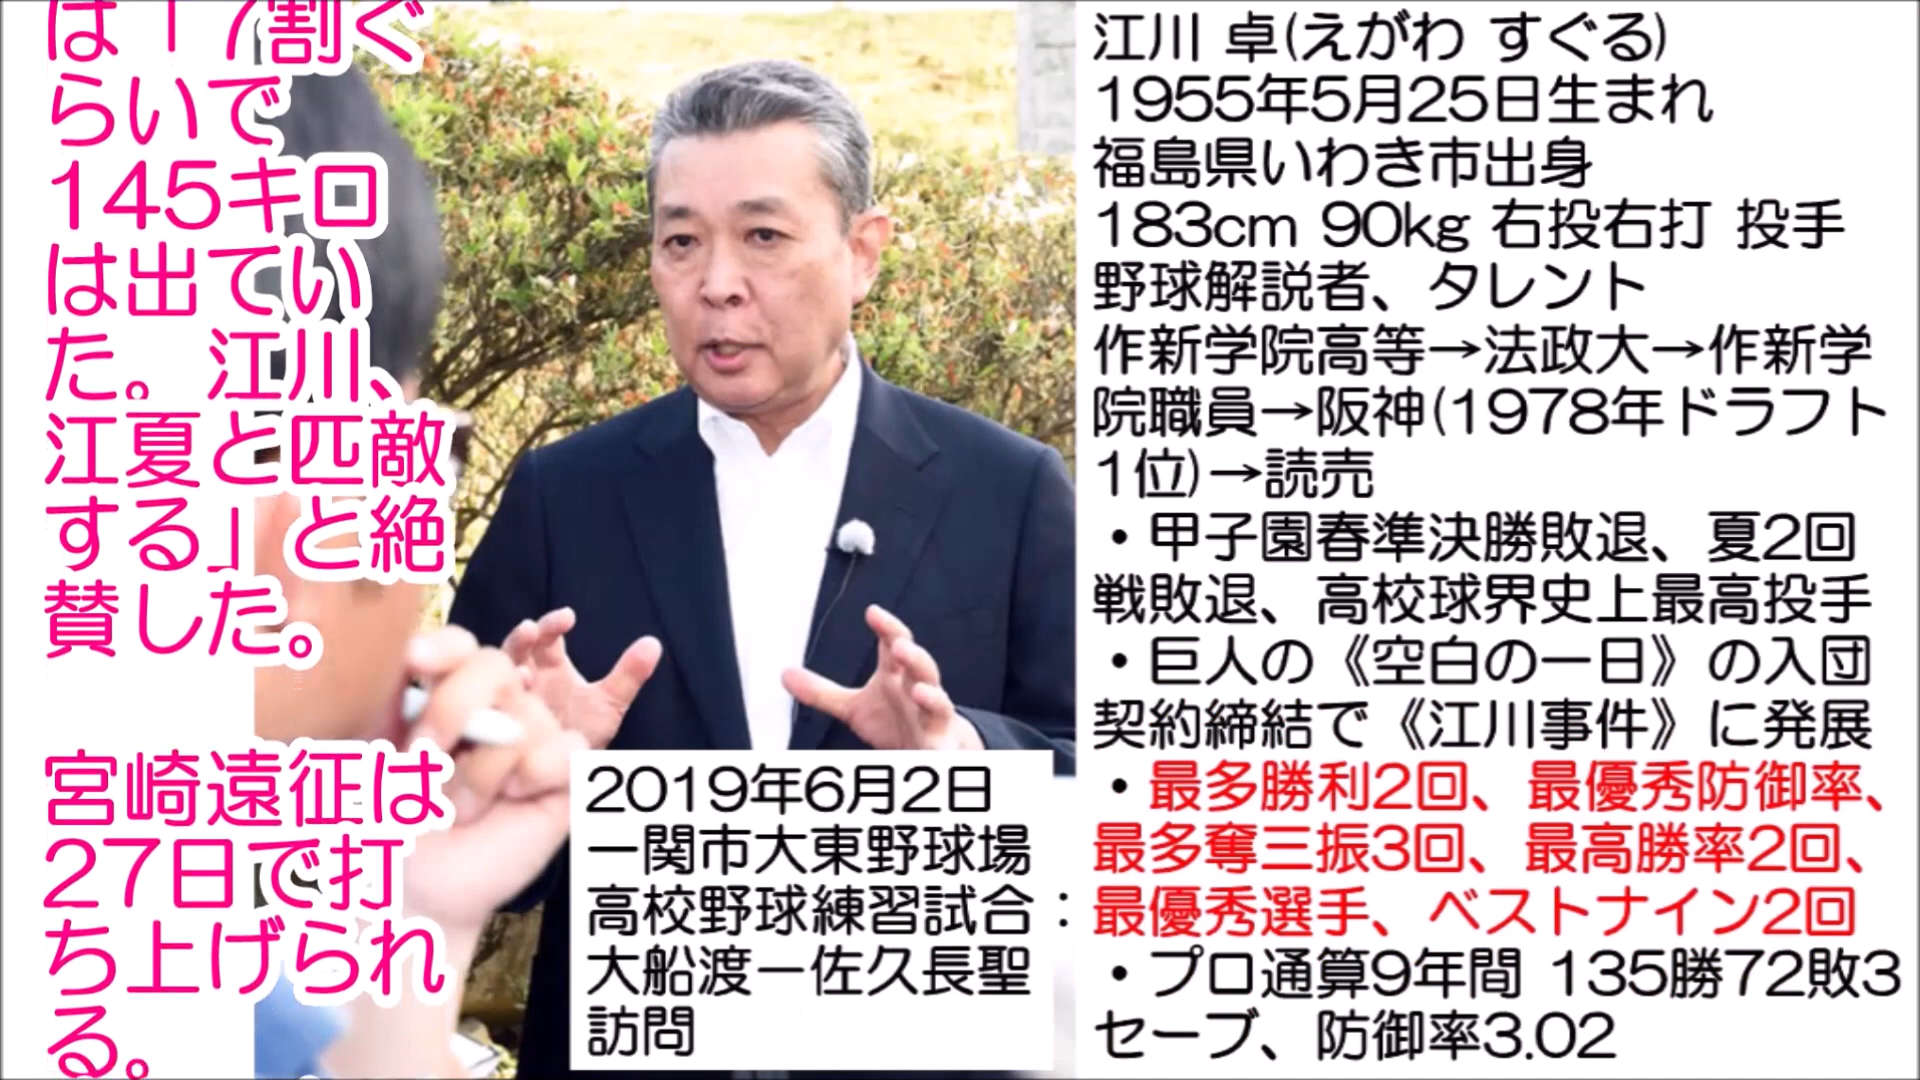 は「7割ぐ
らいで
145キロ
は出てい
た。江川、
江夏と匹敵
する」と絶
賛した。
宮崎遠征は
27日で打
ち上げられ
る。
2019年6月2日
一関市大東野球場
高校野球練習試合：
大船渡ー佐久長聖
訪問
江川 卓(えがわ すぐる)
1955年5月25日生まれ
福島県いわき市出身
183cm 90kg 右投右打 投手
野球解説者、タレント
作新学院高等→法政大→作新学
院職員→阪神(1978年ドラフト
1位)→読売
・甲子園春準決勝敗退、夏2回
戦敗退、高校球界史上最高投手
・巨人の《空白の一日》の入団
契約締結で《江川事件》に発展
・最多勝利2回、最優秀防御率、
最多奪三振3回、最高勝率2回、
最優秀選手、ベストナイン2回
・プロ通算9年間 135勝72敗3
セーブ、防御率3.02